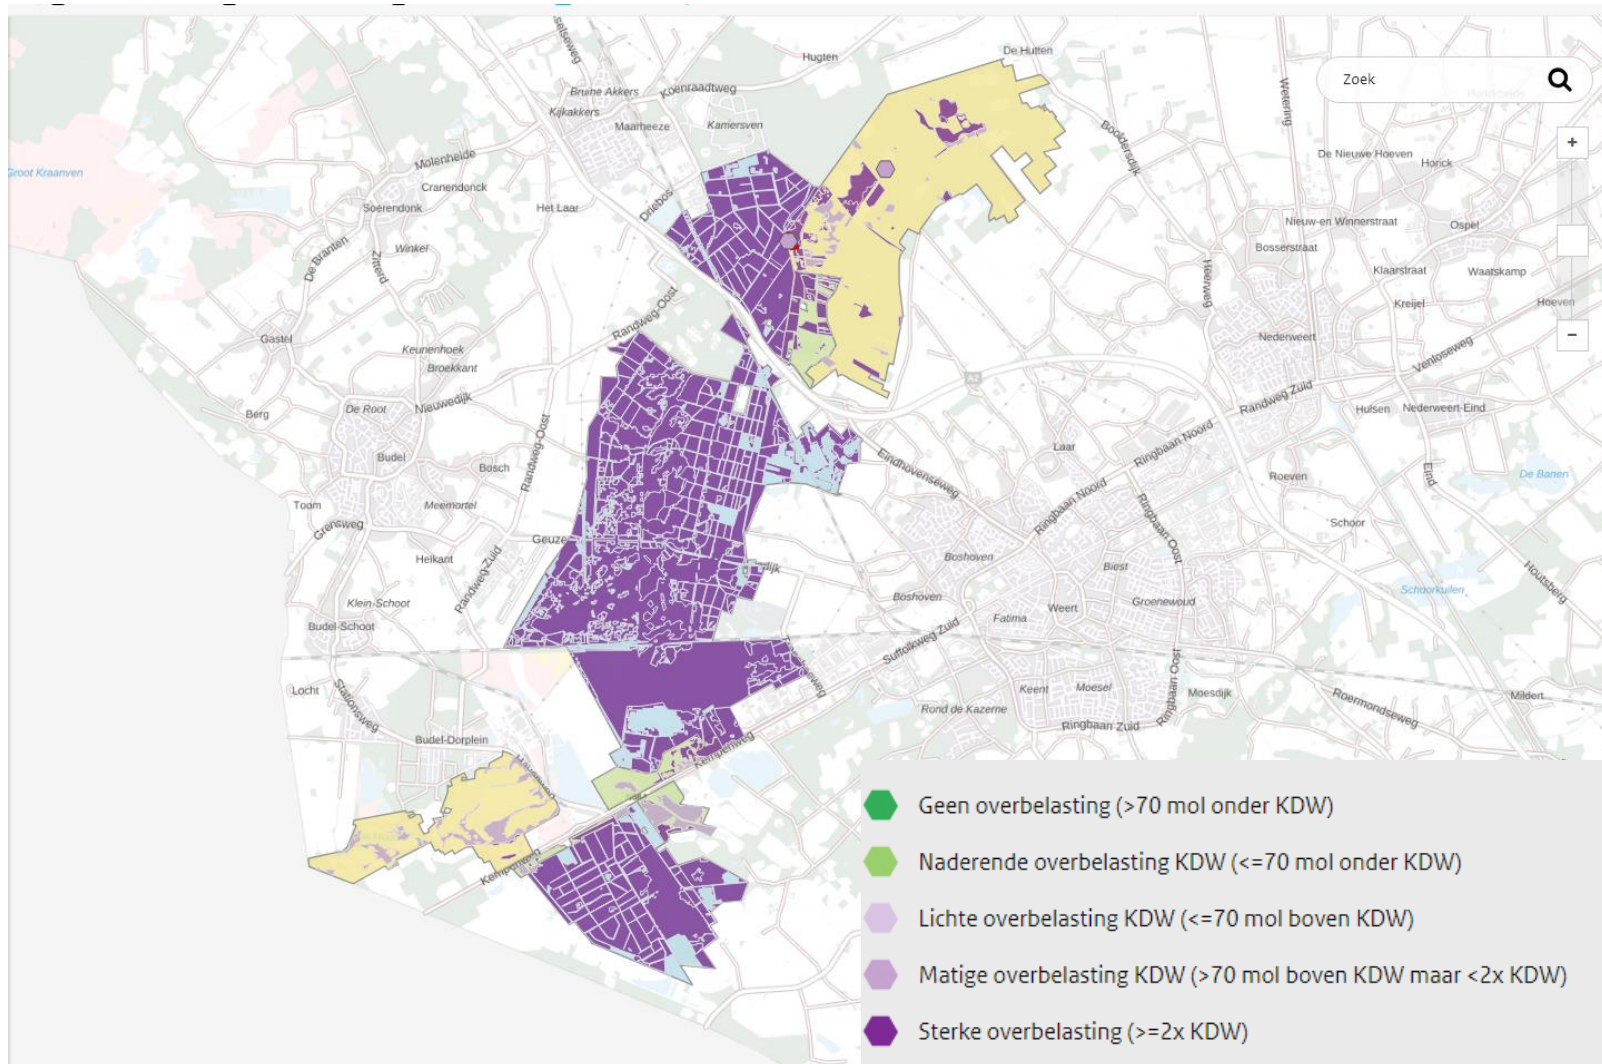 Hugten
De Hutten
Zoek
Bruine Akkers
Koenraadtweg
Kijkakkers
Maarheeze
Kamiersven
Wetering
Booldersdijk
De Nieuwe Hoeven
Horick
Molenheide
Groot Kraanven
Cranendonck
Soerendonk
Het Laar
Driebos
Nieuw-en Winnerstraat
Ospel
De Branten
Winkel
Zitterd
Bosserstraat
Klaarstraat
Waatskamp
Heerweg
Kreijel
Hoeven
Randweg-Oost
Gastel
Keunenhoek
Broekkant
Nederweert
Venloseweg
A2
Berg
De Root
Nieuwedijk
Randweg Zuid
Hulsen
Nederweert-Eind
Randweg-Oost
Budel
Bosch
Laar
Ringbaan Noord
Eindhovenseweg
Roeven
Eind
De Banen
Toom
Meemortel
Ringbaan Noord
Ringbaan Oost
Grensweg
Geuze
Schoor
Heikant
Randweg-Zuid
Boshoven
Biest
Houtsberg
dijk
Klein-Schoot
Boshoven
Weert
Groenewoud
Schoorkuilen
Budel-Schoot
Fatima
Suffolkweg Zuid
Locht
Stationsweg
Keent
Moesel
Ringbaan Oost
Moesdijk
Roermondseweg
Mildert
Rond de Kazerne
Ringbaan Zuid
Budel-Dorplein
Kempenweg
Kempenweg
Geen overbelasting (>70 mol onder KDW)
Naderende overbelasting KDW (<=70 mol onder KDW)
Lichte overbelasting KDW (<=70 mol boven KDW)
Matige overbelasting KDW (>70 mol boven KDW maar <2x KDW)
Sterke overbelasting (>=2x KDW)